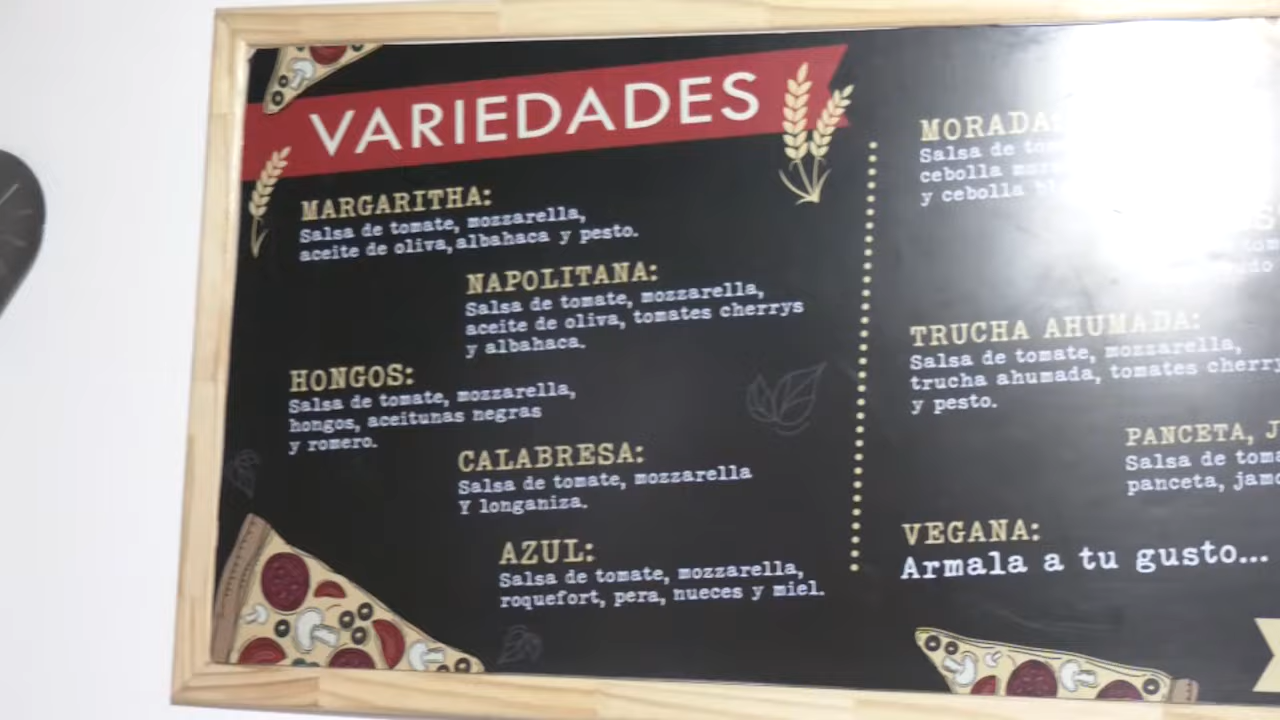 VARIEDADES
MARGARITHA:
Salsa de tomate, mozzarella,
aceite de oliva, albahaca y pesto.
NAPOLITANA:
Salsa de tomate, mozzarella,
aceite de oliva, tomates cherrys
y albahaca.
HONGOS:
Salsa de tomate, mozzarella,
hongos, aceitunas negras
y romero.
CALABRESA:
Salsa de tomate, mozzarella
Y longaniza.
AZUL:
Salsa de tomate, mozzarella,
roquefort, pera, nueces y miel.
Salsa de
cebolla
y cebolla
TRUCHA AHUMADA:
Salsa de tomate, mozzarella,
trucha ahumada, tomates cherry
y pesto.
PANCETA,
Salsa de
panceta,
VEGANA:
Armala a tu gusto...